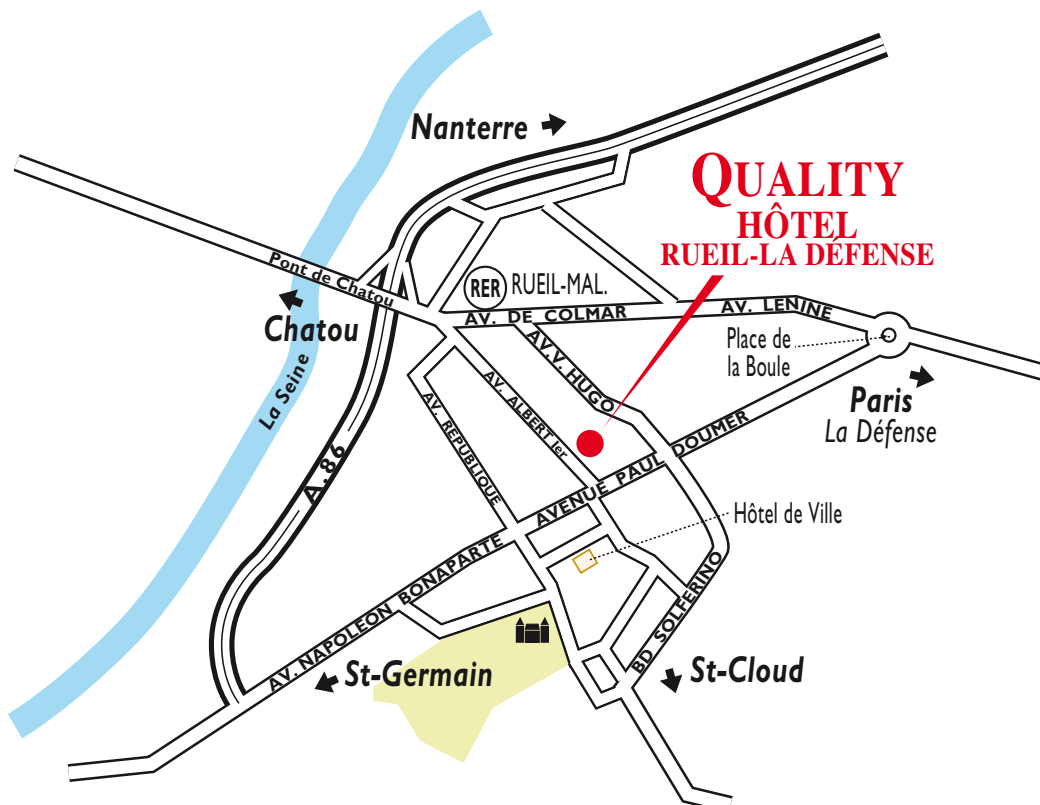 Nanterre
QUALITY
HÔTEL
RUEIL-LA DÉFENSE
Pont de Chatou
RER
RUEIL-MAL.
Chatou
AV. DE COLMAR
AV. LENINE
Place de
la Boule
Paris
La Défense
La Seine
A.86
AV. REPUBLIQUE
AV. ALBERT Ier
AV. V. HUGO
AVENUE PAUL DOUMER
Hôtel de Ville
AV. NAPOLEON BONAPARTE
BD SOLFERINO
St-Germain
St-Cloud